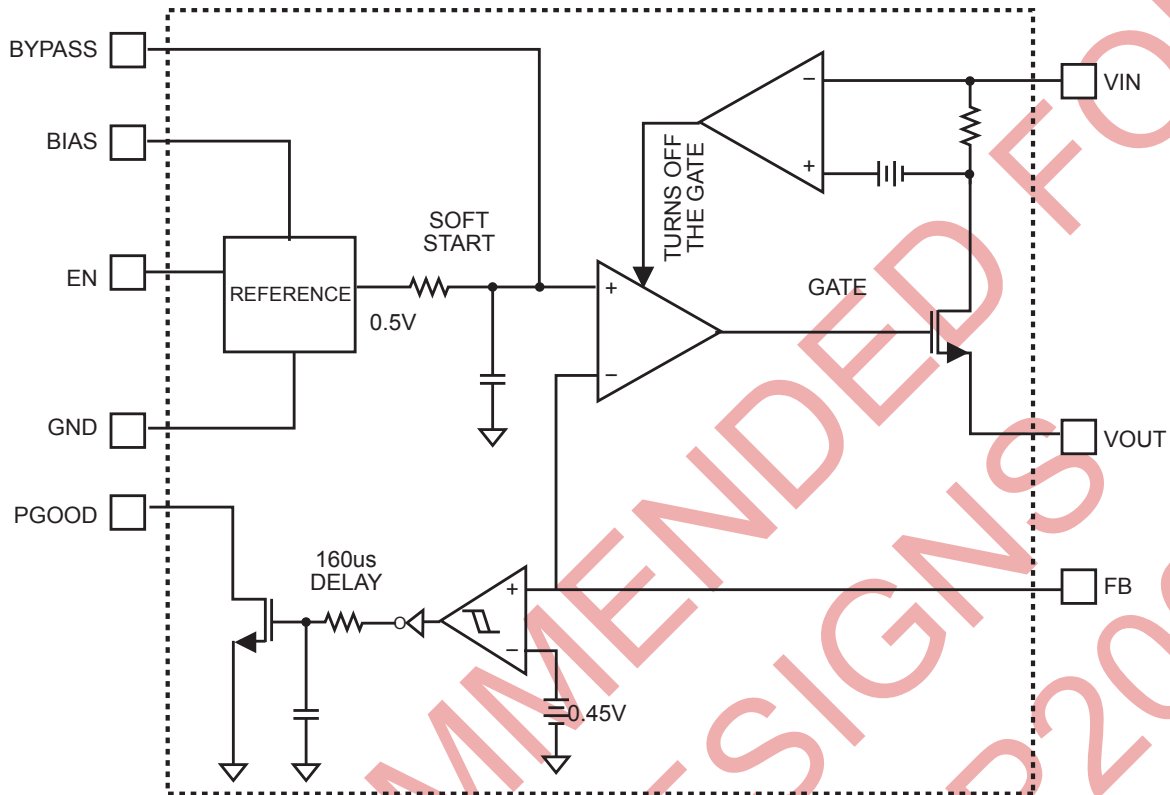 BYPASS
BIAS
EN
GND
PGOOD
REFERENCE
SOFT
START
0.5V
TURNS OFF
THE GATE
−
+
+
−
GATE
VIN
VOUT
FB
160us
DELAY
+
−
0.45V